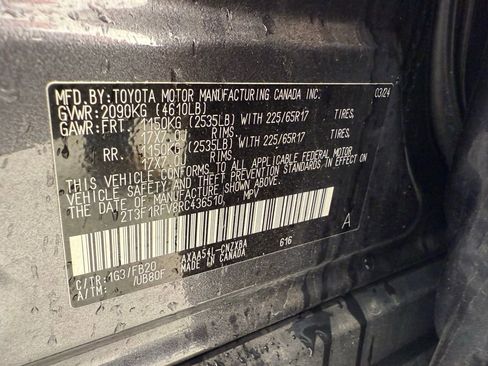 MFD.BY:TOYOTA MOTOR MANUFACTURING CANADA INC. 03/24
GVWR:2090KG (4610LB)
GAWR:FRT. 1150KG (2535LB) WITH 225/65R17 TIRES,
17X7.0J RIMS,
RR. 1150KG (2535LB) WITH 225/65R17 TIRES,
17X7.0J RIMS,
THIS VEHICLE CONFORMS TO ALL APPLICABLE FEDERAL MOTOR
VEHICLE SAFETY AND THEFT PREVENTION STANDARDS IN EFFECT ON
THE DATE OF MANUFACTURE SHOWN ABOVE.
2T3F1RFV8RC436510, MPV
A
C/TR:1G3/FB20 AXAA54L-CNZXBA 616
A/TM: /UB80F MADE IN CANADA